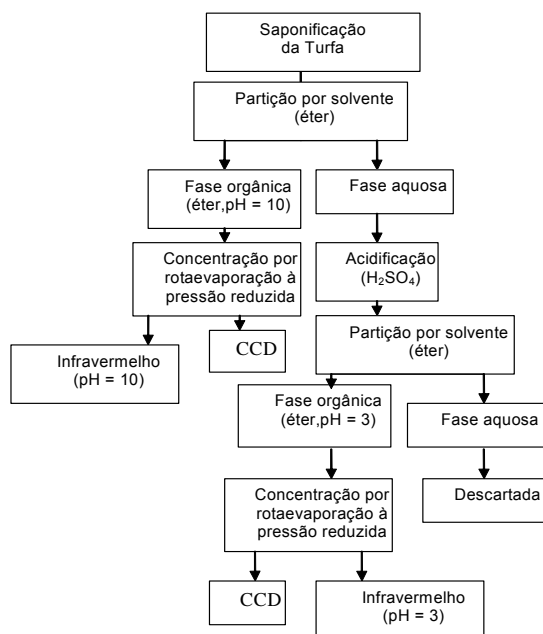 Saponificação
da Turfa
Partição por solvente
(éter)
Fase orgânica
(éter,pH = 10)
Fase aquosa
Concentração por
rotaevaporação à
pressão reduzida
Acidificação
(H₂SO₄)
Infravermelho
(pH = 10)
CCD
Partição por solvente
(éter)
Fase orgânica
(éter,pH = 3)
Fase aquosa
Concentração por
rotaevaporação à
pressão reduzida
Descartada
CCD
Infravermelho
(pH = 3)